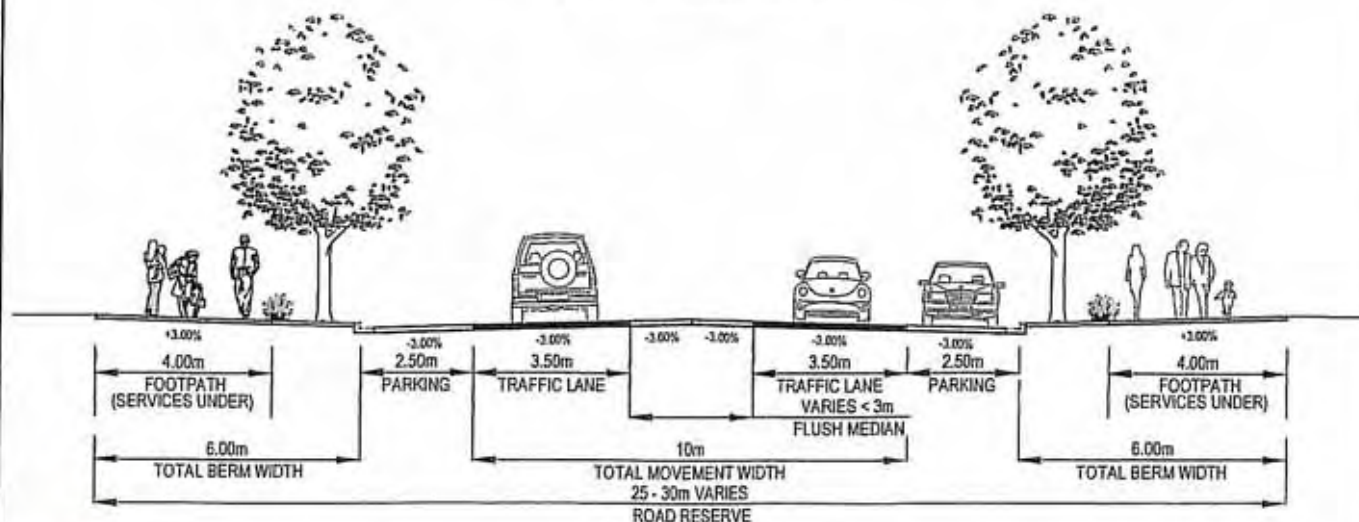 +3.00% -3.00% -3.00% -3.00% -3.00% -3.00% -3.00% +3.00%
4.00m 2.50m 3.50m 3.50m 2.50m 4.00m
FOOTPATH PARKING TRAFFIC LANE TRAFFIC LANE PARKING FOOTPATH
(SERVICES UNDER) VARIES < 3m (SERVICES UNDER)
FLUSH MEDIAN
6.00m 10m 6.00m
TOTAL BERM WIDTH TOTAL MOVEMENT WIDTH TOTAL BERM WIDTH
25 - 30m VARIES
ROAD RESERVE